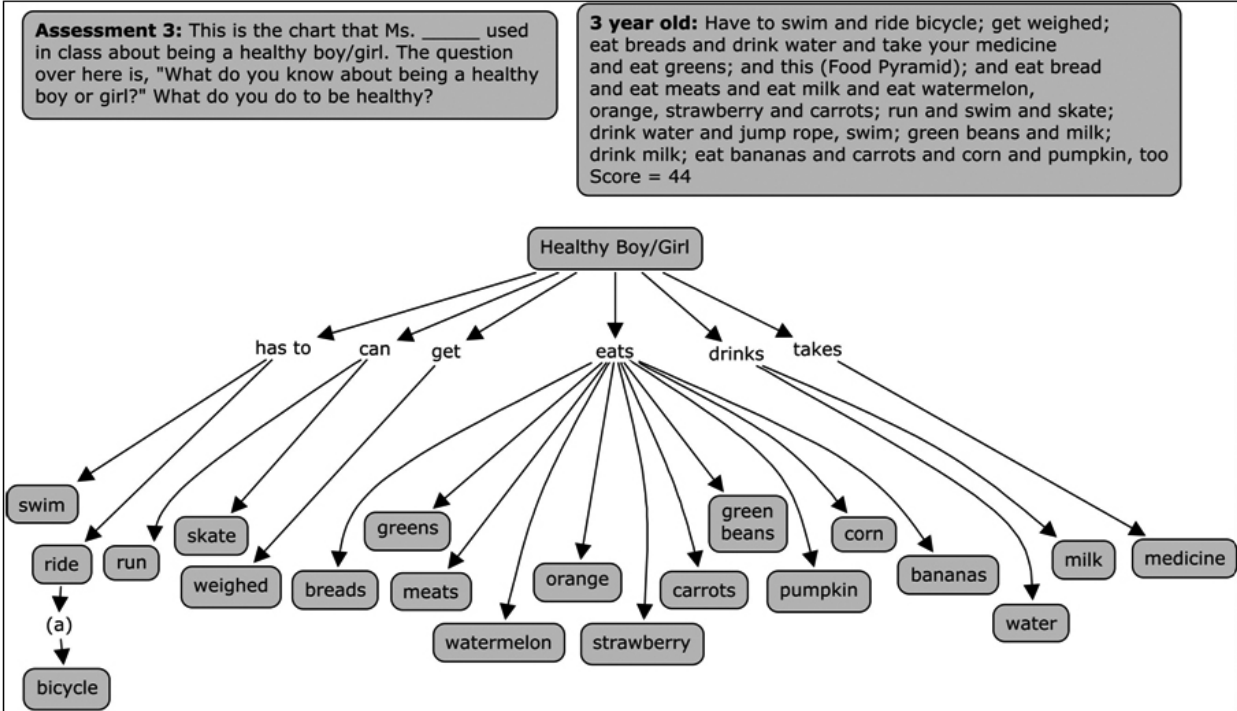 Assessment 3: This is the chart that Ms. _____ used
in class about being a healthy boy/girl. The question
over here is, "What do you know about being a healthy
boy or girl?" What do you do to be healthy?
3 year old: Have to swim and ride bicycle; get weighed;
eat breads and drink water and take your medicine
and eat greens; and this (Food Pyramid); and eat bread
and eat meats and eat milk and eat watermelon,
orange, strawberry and carrots; run and swim and skate;
drink water and jump rope, swim; green beans and milk;
drink milk; eat bananas and carrots and corn and pumpkin, too
Score = 44
Healthy Boy/Girl
has to can get eats drinks takes
swim
ride
run
skate
weighed
breads
greens
meats
watermelon
orange
strawberry
carrots
green
beans
pumpkin
corn
bananas
water
milk
medicine
(a)
bicycle